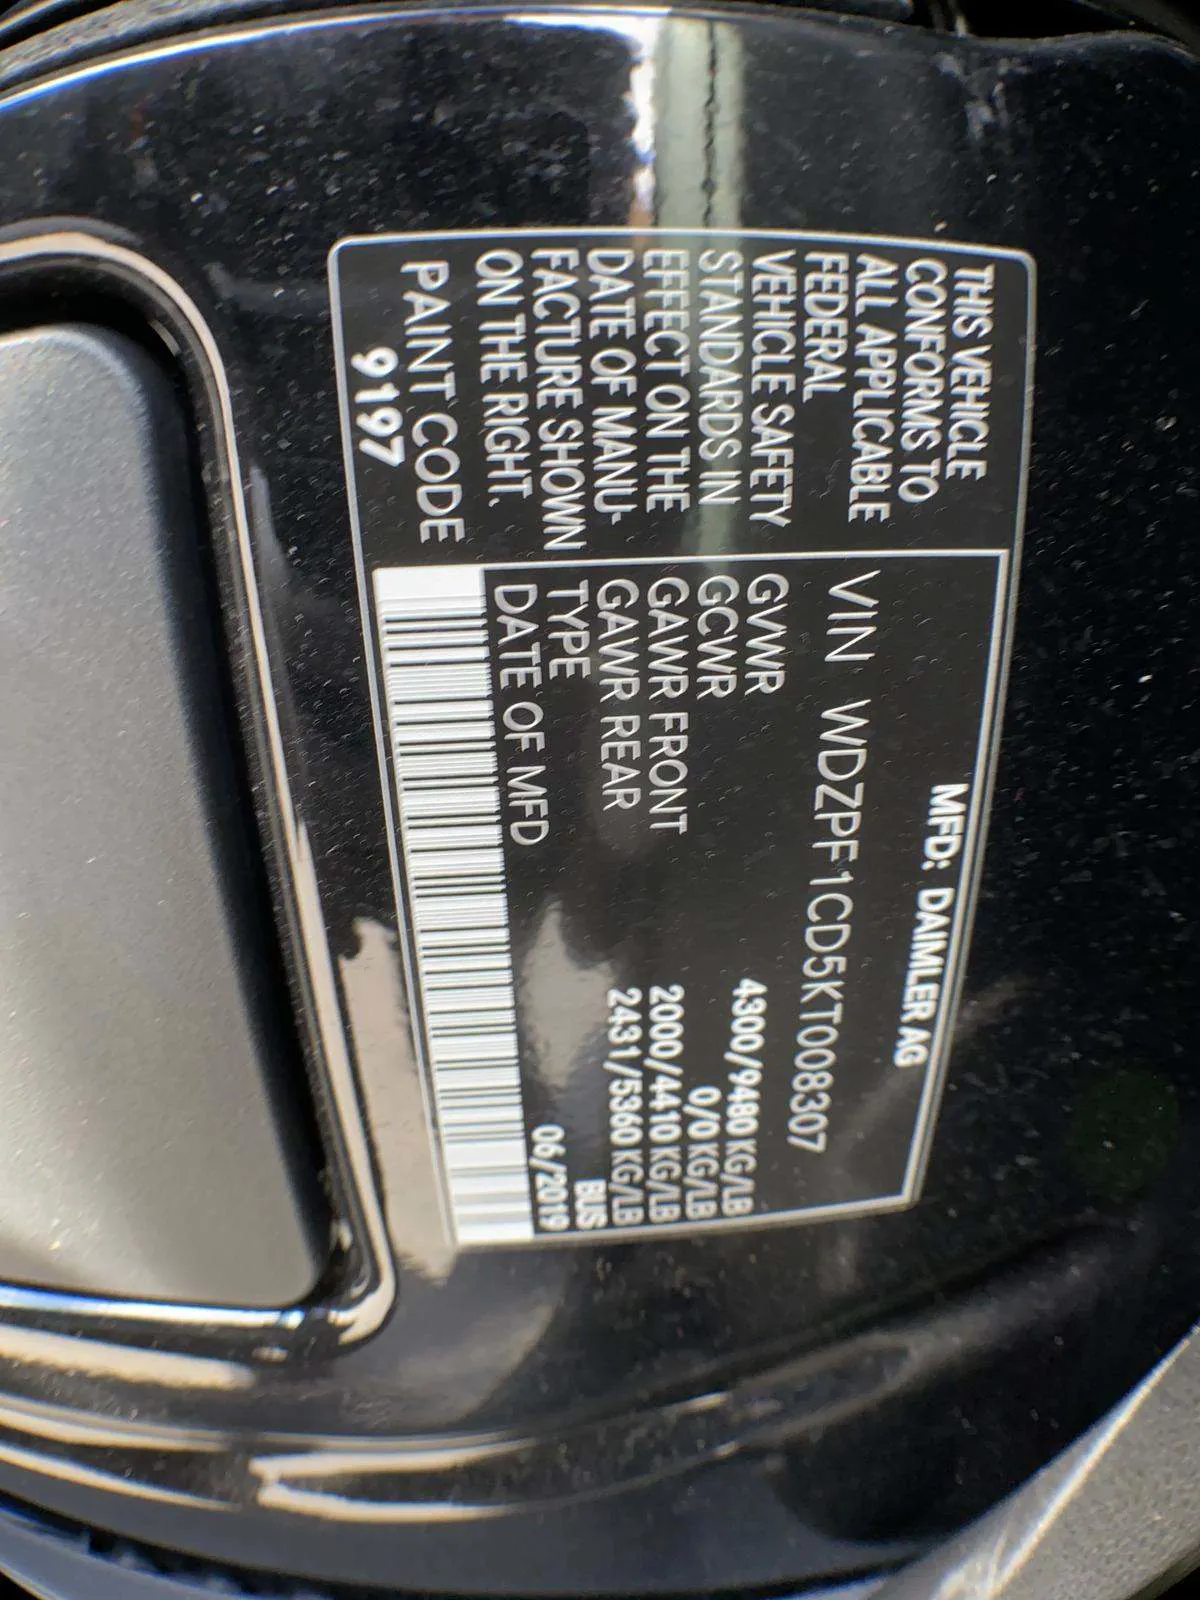 THIS VEHICLE
CONFORMS TO
ALL APPLICABLE
FEDERAL
VEHICLE SAFETY
STANDARDS IN
EFFECT ON THE
DATE OF MANU-
FACTURE SHOWN
ON THE RIGHT.
PAINT CODE
9197
MFD: DAIMLER AG
VIN WDZPF1CD5KT008307
GVWR 4300/9480 KG/LB
GCWR 0/0 KG/LB
GAWR FRONT 2000/4410 KG/LB
GAWR REAR 2431/5360 KG/LB
TYPE BUS
DATE OF MFD 06/2019